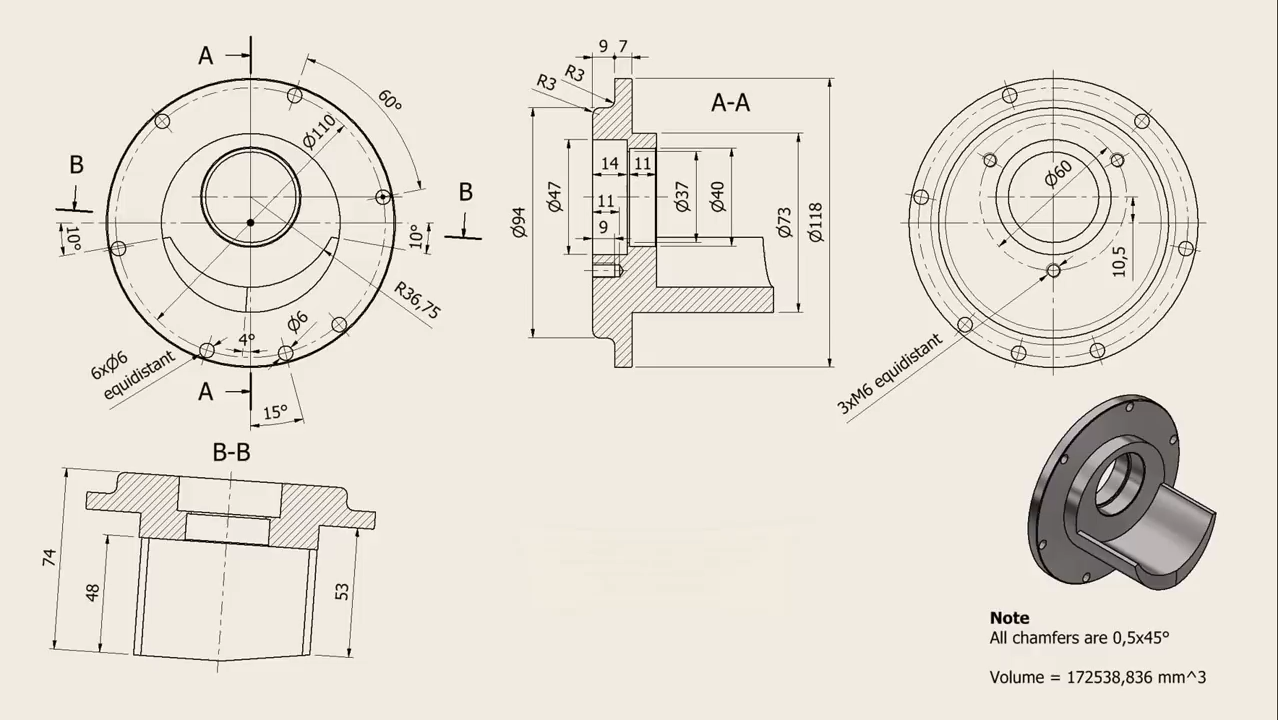 A
60°
Ø110
B
B
10°
10°
R36,75
4°
Ø6
6xØ6
equidistant
A
15°
9 7
R3
R3
A-A
14 11
11
9
Ø47
Ø94
Ø37
Ø40
Ø73
Ø118
Ø60
10,5
3xM6 equidistant
B-B
74
48
53
Note
All chamfers are 0,5x45°
Volume = 172538,836 mm^3